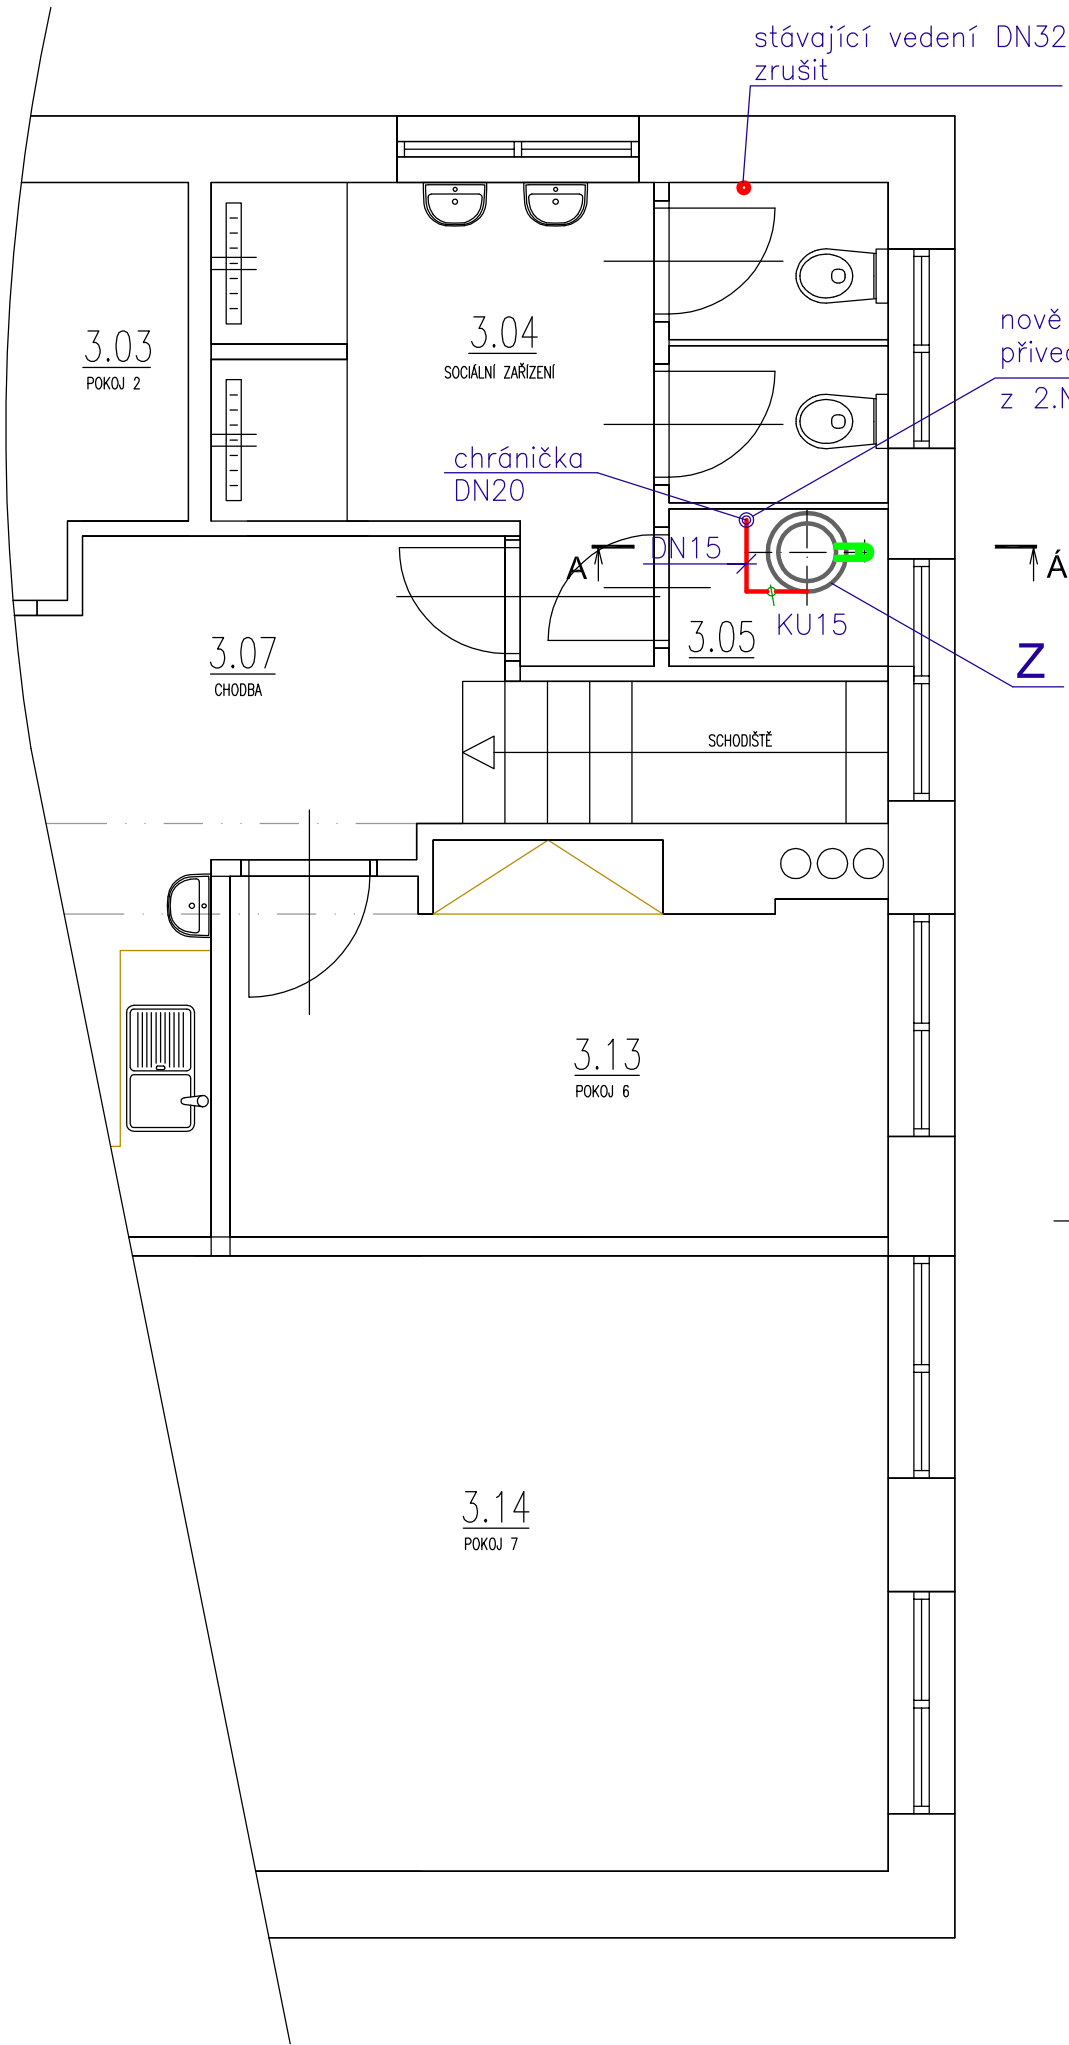 stávající vedení DN32
zrušit
3.03
POKOJ 2
3.04
SOCIÁLNÍ ZAŘÍZENÍ
nově
z 2.
chránička
DN20
DN15
A
Á
KU15
3.05
Z
3.07
CHODBA
SCHODIŠTĚ
3.13
POKOJ 6
3.14
POKOJ 7